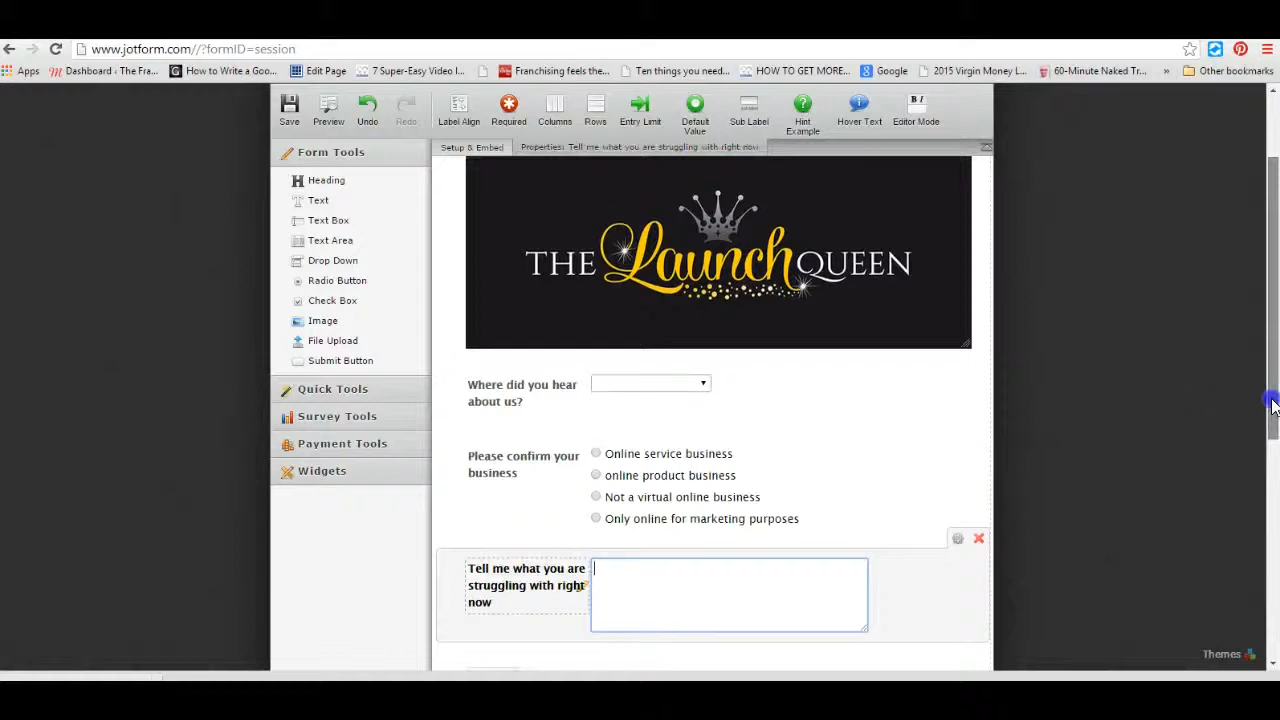 www.jotform.com//?formID=session
Apps
Dashboard ‹ The Fra...
How to Write a Goo...
Edit Page
7 Super-Easy Video I...
Franchising feels the...
Ten things you need...
HOW TO GET MORE...
Google
2015 Virgin Money L...
60-Minute Naked Tr...
»
Other bookmarks
Save
Preview
Undo
Redo
Label Align
Required
Columns
Rows
Entry Limit
Default
Value
Sub Label
Hint
Example
Hover Text
B I
Editor Mode
Form Tools
Setup & Embed
Properties: Tell me what you are struggling with right now
Heading
Text
Text Box
Text Area
Drop Down
Radio Button
Check Box
Image
File Upload
Submit Button
Quick Tools
Survey Tools
Payment Tools
Widgets
THE Launch QUEEN
Where did you hear
about us?
Please confirm your
business
Online service business
online product business
Not a virtual online business
Only online for marketing purposes
Tell me what you are
struggling with right
now
Themes